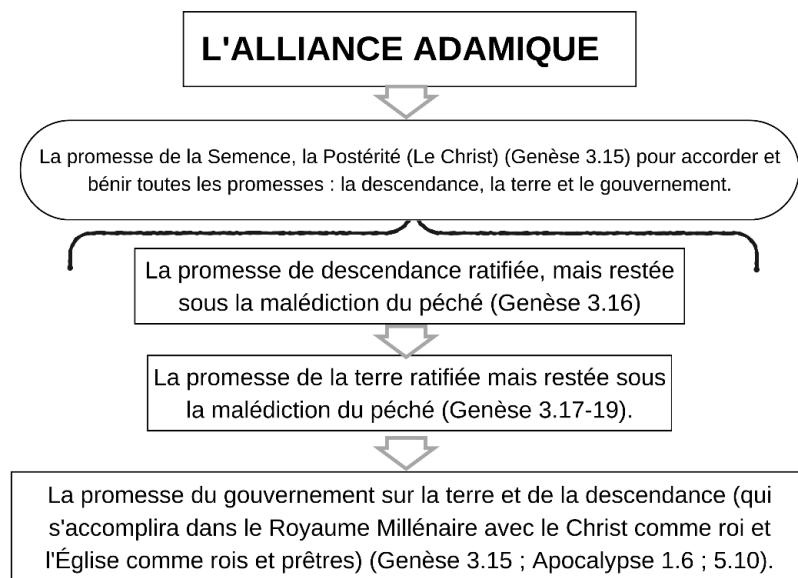 L'ALLIANCE ADAMIQUE
La promesse de la Semence, la Postérité (Le Christ) (Genèse 3.15) pour accorder et
bénir toutes les promesses : la descendance, la terre et le gouvernement.
La promesse de descendance ratifiée, mais restée
sous la malédiction du péché (Genèse 3.16)
La promesse de la terre ratifiée mais restée sous
la malédiction du péché (Genèse 3.17-19).
La promesse du gouvernement sur la terre et de la descendance (qui
s'accomplira dans le Royaume Millénaire avec le Christ comme roi et
l'Église comme rois et prêtres) (Genèse 3.15 ; Apocalypse 1.6 ; 5.10).